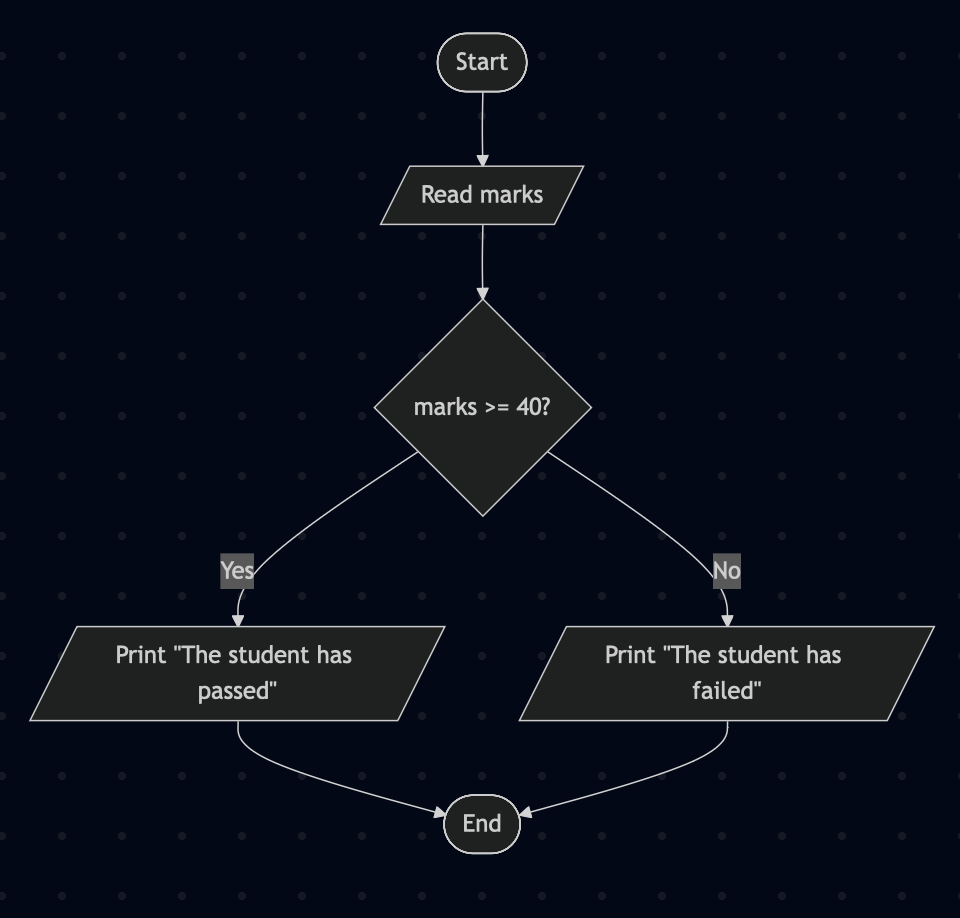 Start
Read marks
marks >= 40?
Yes
No
Print "The student has
passed"
Print "The student has
failed"
End